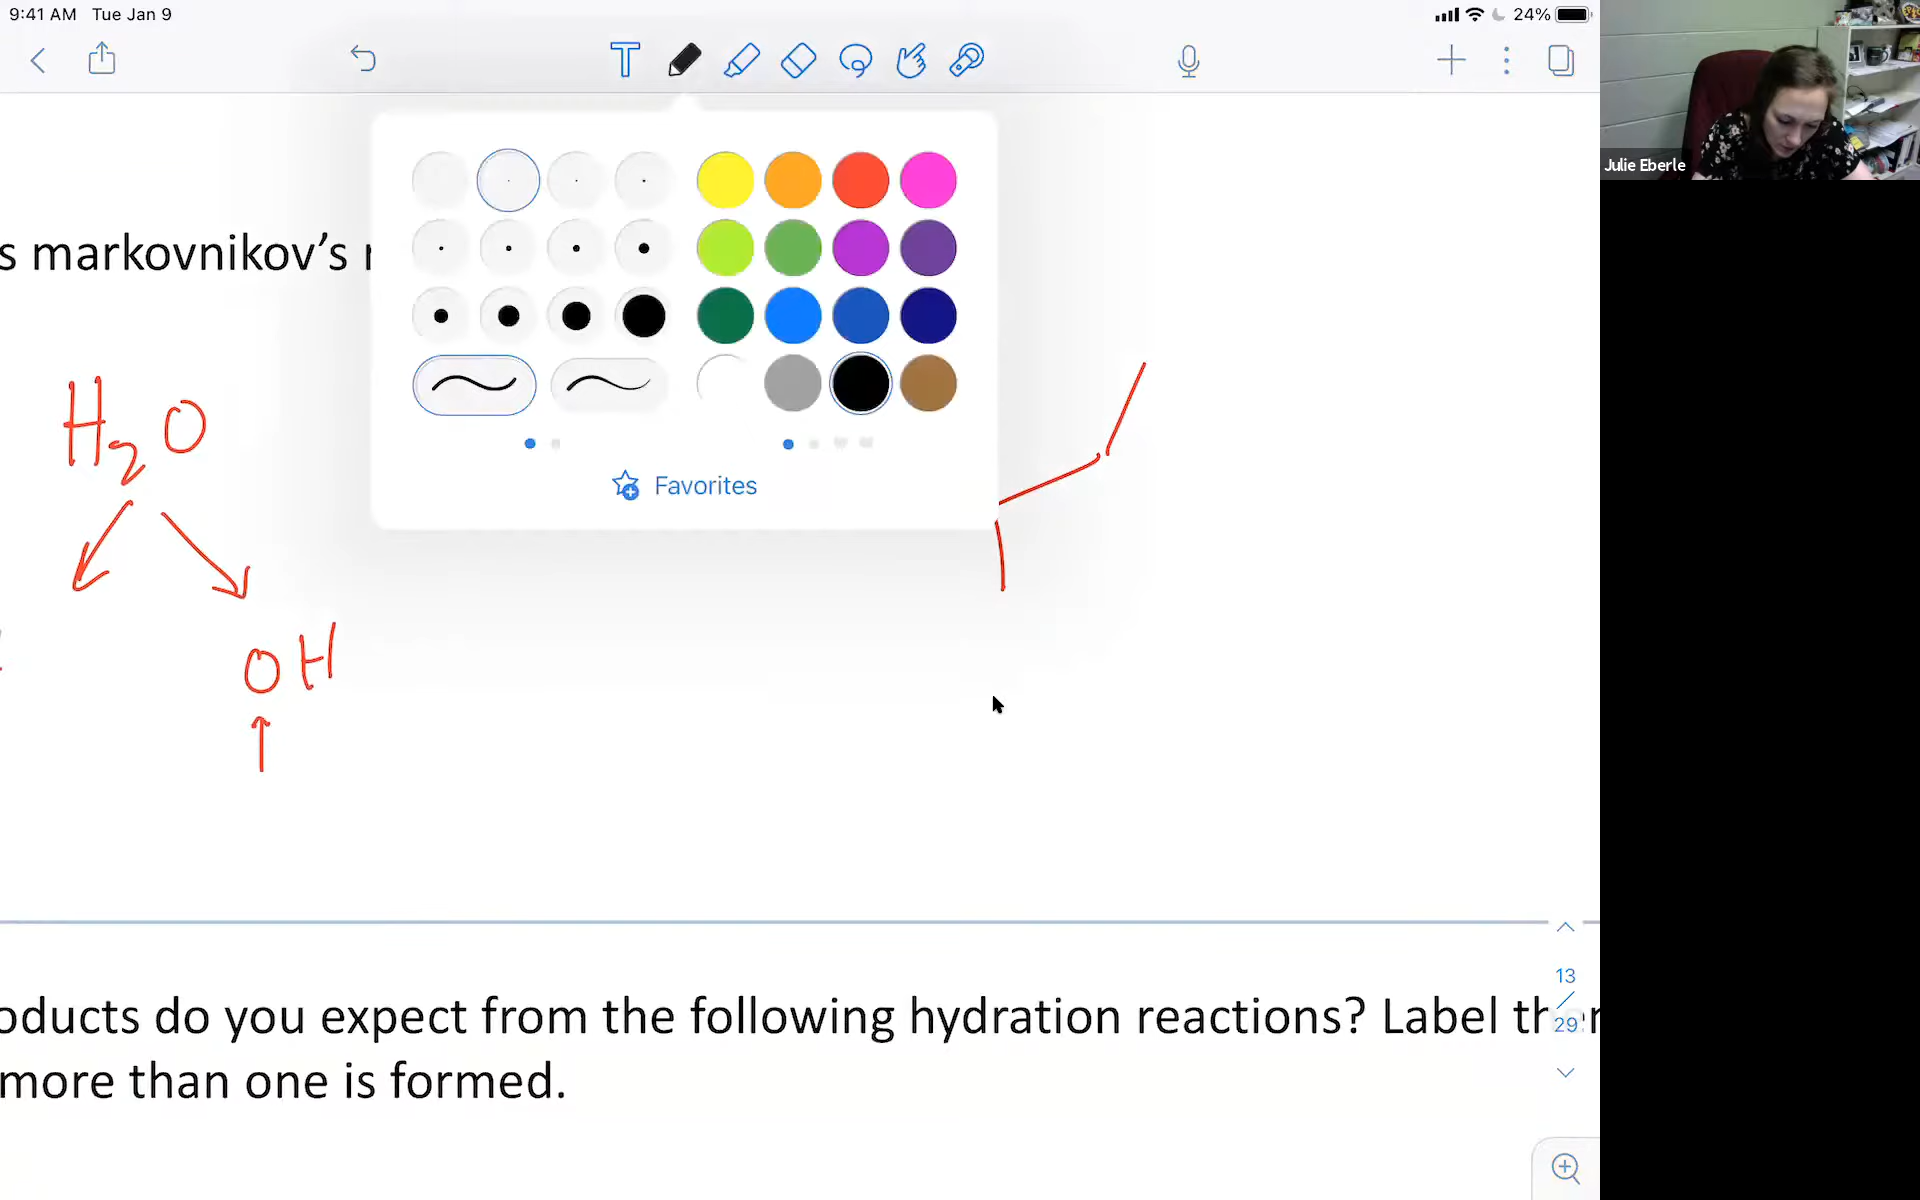 9:41 AM Tue Jan 9
24%
Julie Eberle
s markovnikov's
H₂O
Favorites
OH
13
29
oducts do you expect from the following hydration reactions? Label
more than one is formed.